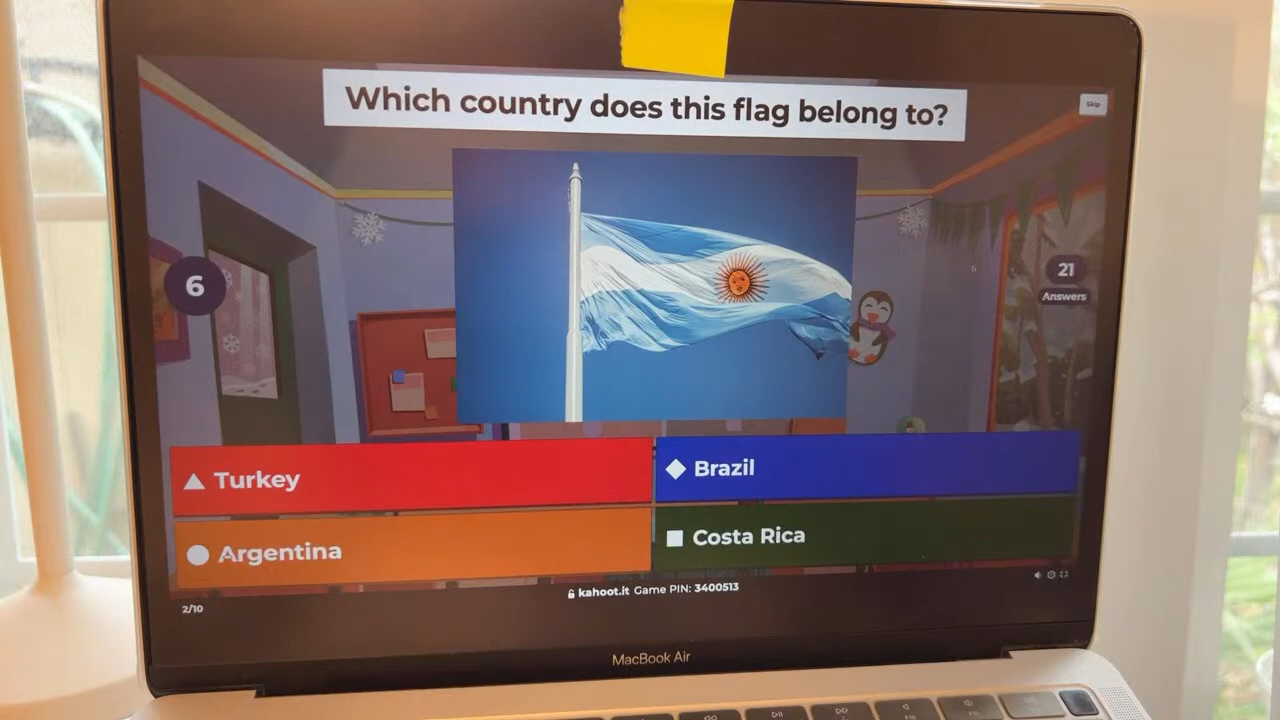 Which country does this flag belong to?
Skip
6
21
Answers
Turkey
Brazil
Argentina
Costa Rica
kahoot.it Game PIN: 3400513
2/10
MacBook Air